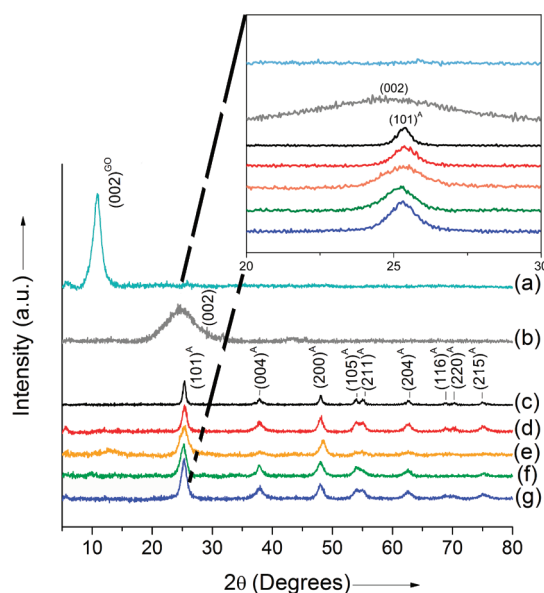 (002)
(101)^A
20 25 30
(002)^GO
(a)
(002)
(b)
(101)^A
(004)^A
(200)^A
(105)^A
(211)^A
(204)^A
(116)^A
(220)^A
(215)^A
(c)
(d)
(e)
(f)
(g)
Intensity (a.u.)
10 20 30 40 50 60 70 80
2θ (Degrees)